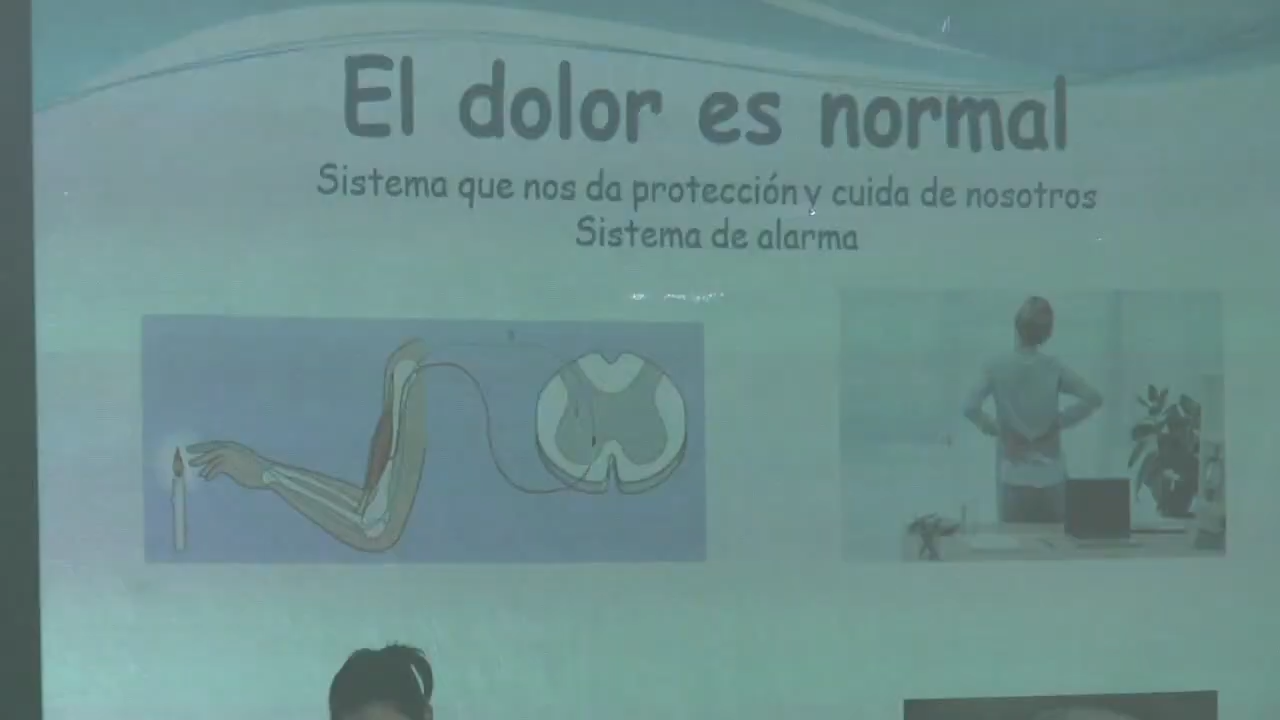 El dolor es normal
Sistema que nos da protección y cuida de nosotros
Sistema de alarma